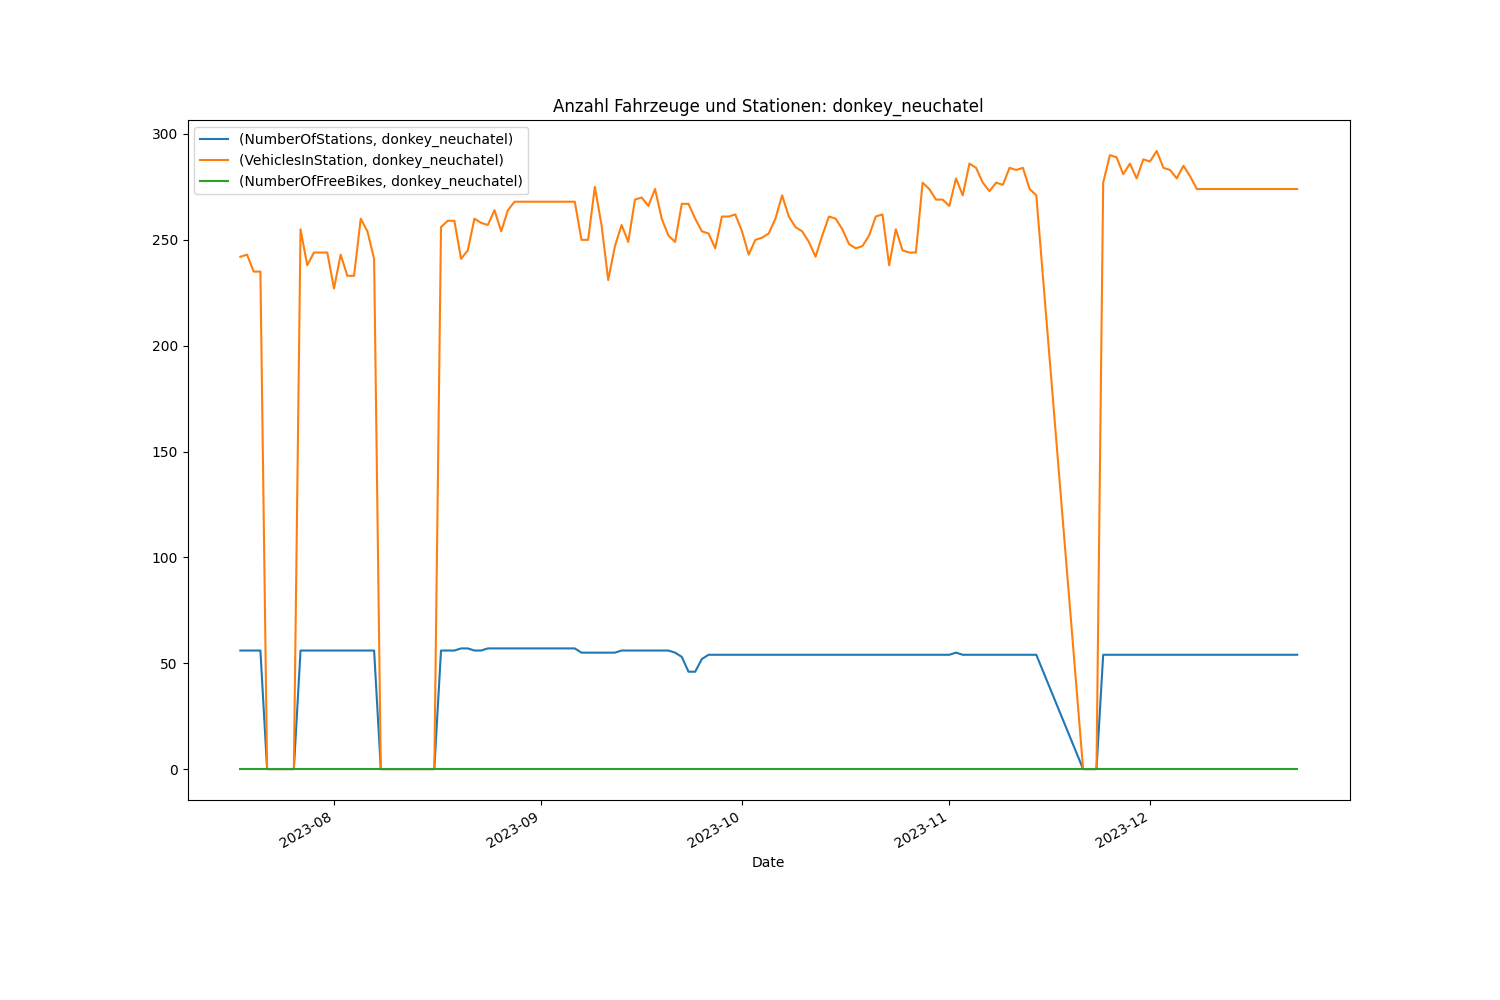 Anzahl Fahrzeuge und Stationen: donkey_neuchatel
(NumberOfStations, donkey_neuchatel)
(VehiclesInStation, donkey_neuchatel)
(NumberOfFreeBikes, donkey_neuchatel)
300
250
200
150
100
50
0
2023-08
2023-09
2023-10
2023-11
2023-12
Date